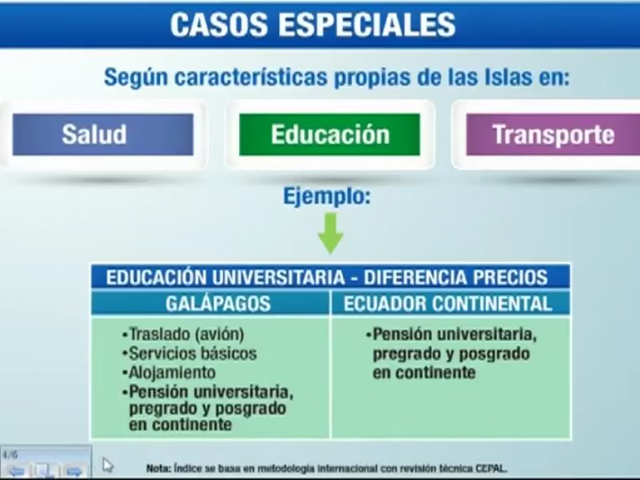 CASOS ESPECIALES
Según características propias de las Islas en:
Salud
Educación
Transporte
Ejemplo:
EDUCACIÓN UNIVERSITARIA - DIFERENCIA PRECIOS
GALÁPAGOS
ECUADOR CONTINENTAL
•Traslado (avión)
•Servicios básicos
•Alojamiento
•Pensión universitaria,
pregrado y posgrado
en continente
•Pensión universitaria,
pregrado y posgrado
en continente
4/6
Nota: Índice se basa en metodología internacional con revisión técnica CEPAL.